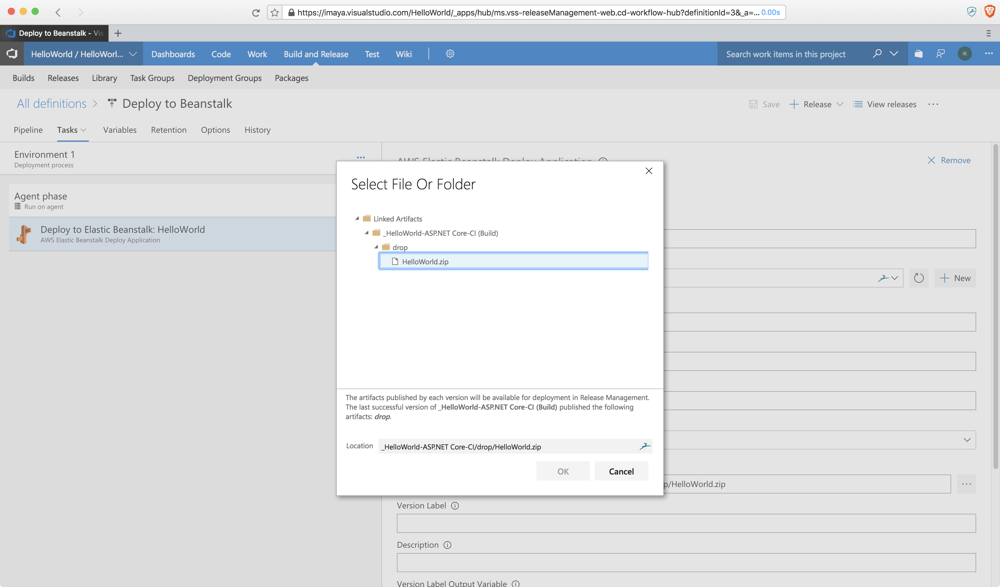 https://imaya.visualstudio.com/HelloWorld/_apps/hub/ms.vss-releaseManagement-web.cd-workflow-hub?definitionId=3&_a=... 0.00s
Deploy to Beanstalk - Vis
HelloWorld / HelloWorl... Dashboards Code Work Build and Release Test Wiki Search work items in this project IK
Builds Releases Library Task Groups Deployment Groups Packages
All definitions > Deploy to Beanstalk Save Release View releases ...
Pipeline Tasks Variables Retention Options History
Environment 1
Deployment process
AWS Elastic Beanstalk Deploy Application
Remove
Agent phase
Run on agent
Deploy to Elastic Beanstalk: HelloWorld
AWS Elastic Beanstalk Deploy Application
Select File Or Folder
Linked Artifacts
_HelloWorld-ASP.NET Core-CI (Build)
drop
HelloWorld.zip
New
The artifacts published by each version will be available for deployment in Release Management.
The last successful version of _HelloWorld-ASP.NET Core-CI (Build) published the following
artifacts: drop.
Location _HelloWorld-ASP.NET Core-CI/drop/HelloWorld.zip
OK Cancel
p/HelloWorld.zip ...
Version Label
Description
Version Label Output Variable